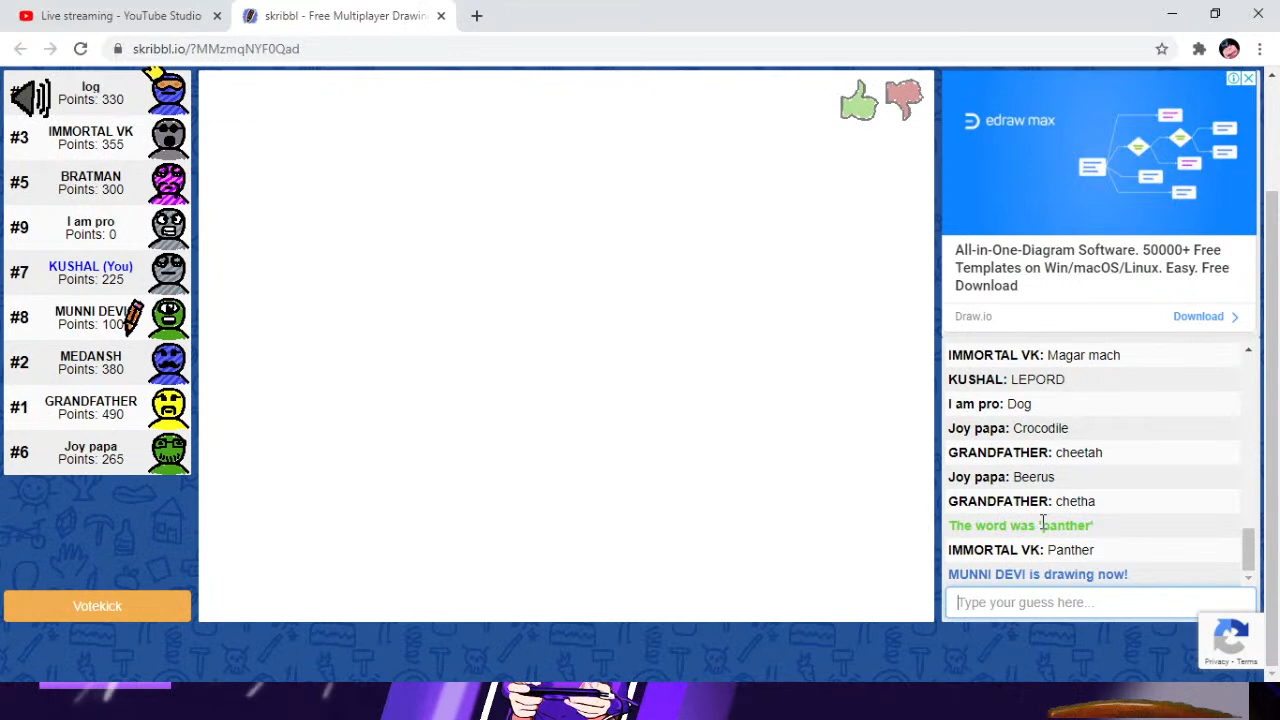 Live streaming - YouTube Studio
skribbl - Free Multiplayer Drawin
skribbl.io/?MMzmqNYF0Qad
log
Points: 330
#3
IMMORTAL VK
Points: 355
#5
BRATMAN
Points: 300
#9
I am pro
Points: 0
#7
KUSHAL (You)
Points: 225
#8
MUNNI DEVI
Points: 100
#2
MEDANSH
Points: 380
#1
GRANDFATHER
Points: 490
#6
Joy papa
Points: 265
Votekick
edraw max
All-in-One-Diagram Software. 50000+ Free
Templates on Win/macOS/Linux. Easy. Free
Download
Draw.io
Download
IMMORTAL VK: Magar mach
KUSHAL: LEPORD
I am pro: Dog
Joy papa: Crocodile
GRANDFATHER: cheetah
Joy papa: Beerus
GRANDFATHER: chetha
The word was 'panther'
IMMORTAL VK: Panther
MUNNI DEVI is drawing now!
Type your guess here...
Privacy - Terms